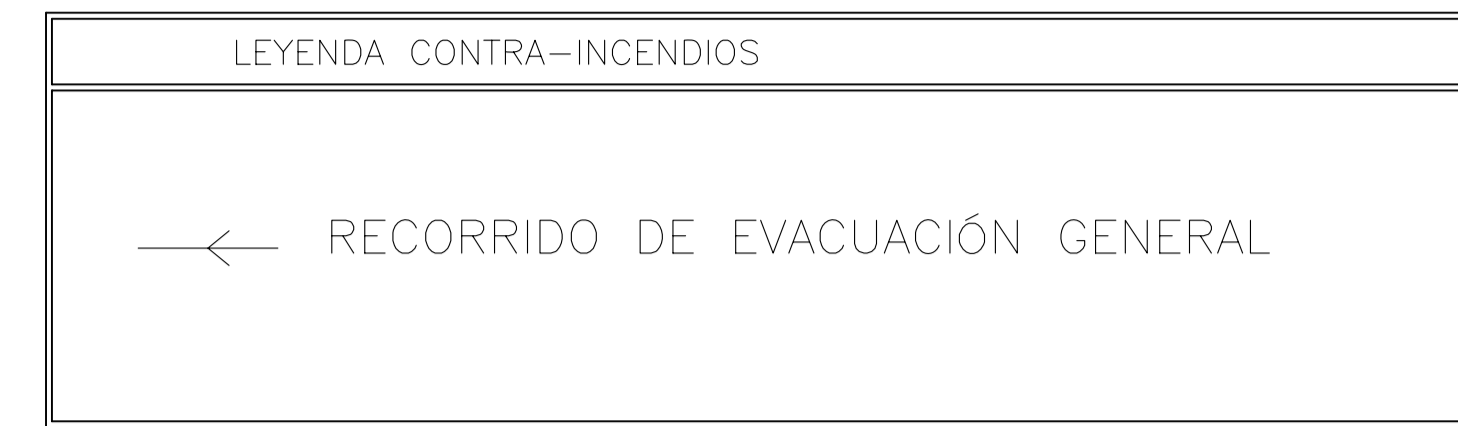 LEYENDA CONTRA-INCENDIOS
RECORRIDO DE EVACUACIÓN GENERAL